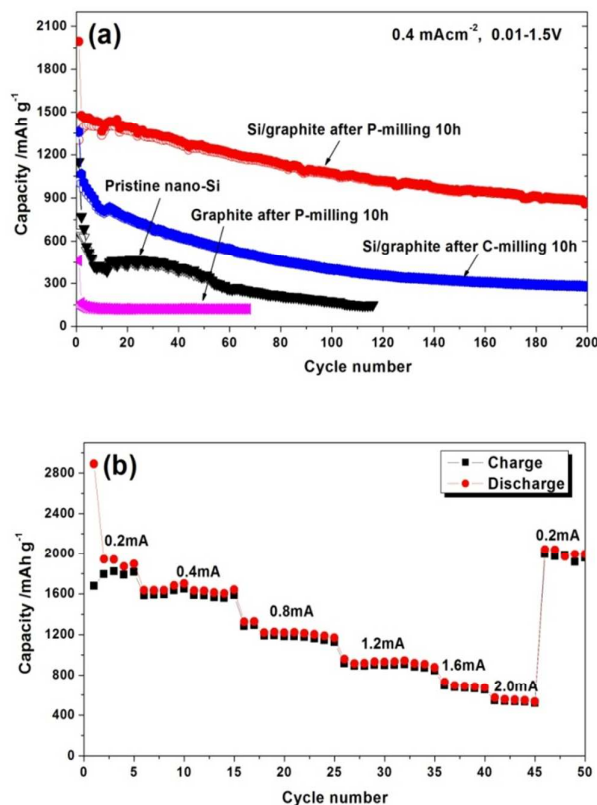 (a)
0.4 mAcm⁻², 0.01-1.5V
2100
1800
1500
1200
900
600
300
0
Capacity /mAh g⁻¹
Si/graphite after P-milling 10h
Pristine nano-Si
Graphite after P-milling 10h
Si/graphite after C-milling 10h
0 20 40 60 80 100 120 140 160 180 200
Cycle number
(b)
Charge
Discharge
2800
2400
2000
1600
1200
800
400
0
Capacity /mAh g⁻¹
0.2mA
0.4mA
0.8mA
1.2mA
1.6mA
2.0mA
0.2mA
0 5 10 15 20 25 30 35 40 45 50
Cycle number